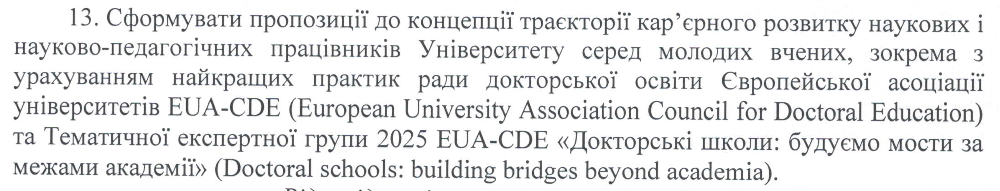 13. Сформувати пропозиції до концепції траєкторії кар’єрного розвитку наукових і
науково-педагогічних працівників Університету серед молодих вчених, зокрема з
урахуванням найкращих практик ради докторської освіти Європейської асоціації
університетів EUA-CDE (European University Association Council for Doctoral Education)
та Тематичної експертної групи 2025 EUA-CDE «Докторські школи: будуємо мости за
межами академії» (Doctoral schools: building bridges beyond academia).